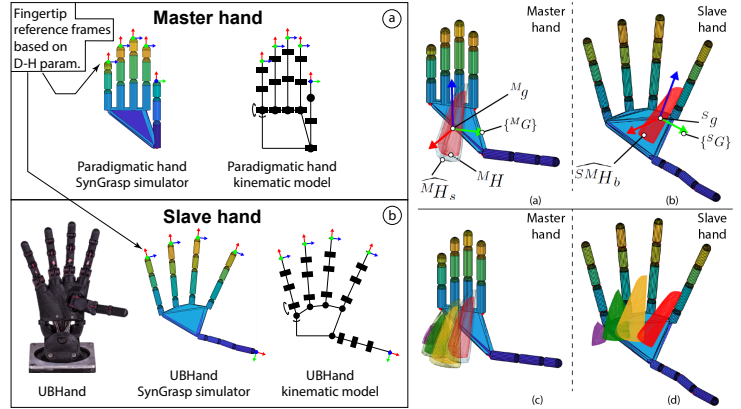 Fingertip
reference frames
based on
D-H param.
Master hand
a
Paradigmatic hand
SynGrasp simulator
Paradigmatic hand
kinematic model
Slave hand
b
UBHand
UBHand
SynGrasp simulator
UBHand
kinematic model
Master
hand
ᴹg
{ᴹG}
ᴹH
ᴹĤₛ
(a)
Slave
hand
ˢg
{ˢG}
ˢᴹĤ_b
(b)
Master
hand
(c)
Slave
hand
(d)